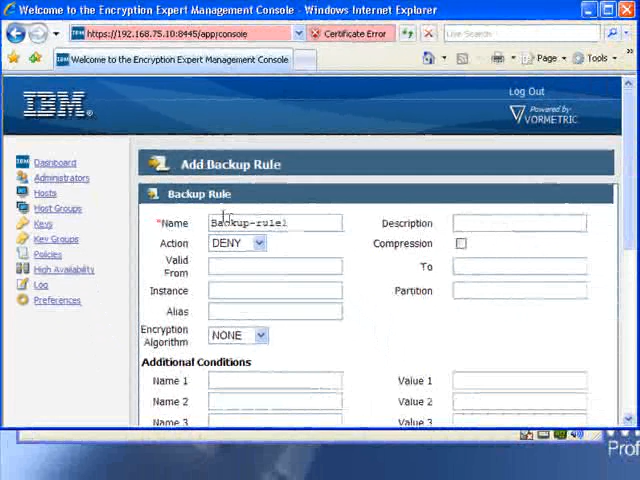 Welcome to the Encryption Expert Management Console - Windows Internet Explorer
https://192.168.75.10:8445/app/console
Certificate Error
Live Search
Welcome to the Encryption Expert Management Console
Page
Tools
IBM
Log Out
Powered by
VORMETRIC
Dashboard
Administrators
Hosts
Host Groups
Keys
Key Groups
Policies
High Availability
Log
Preferences
Add Backup Rule
Backup Rule
*Name Backup-rule1 Description
Action DENY Compression
Valid From To
Instance Partition
Alias
Encryption Algorithm NONE
Additional Conditions
Name 1 Value 1
Name 2 Value 2
Name 3 Value 3
Prof